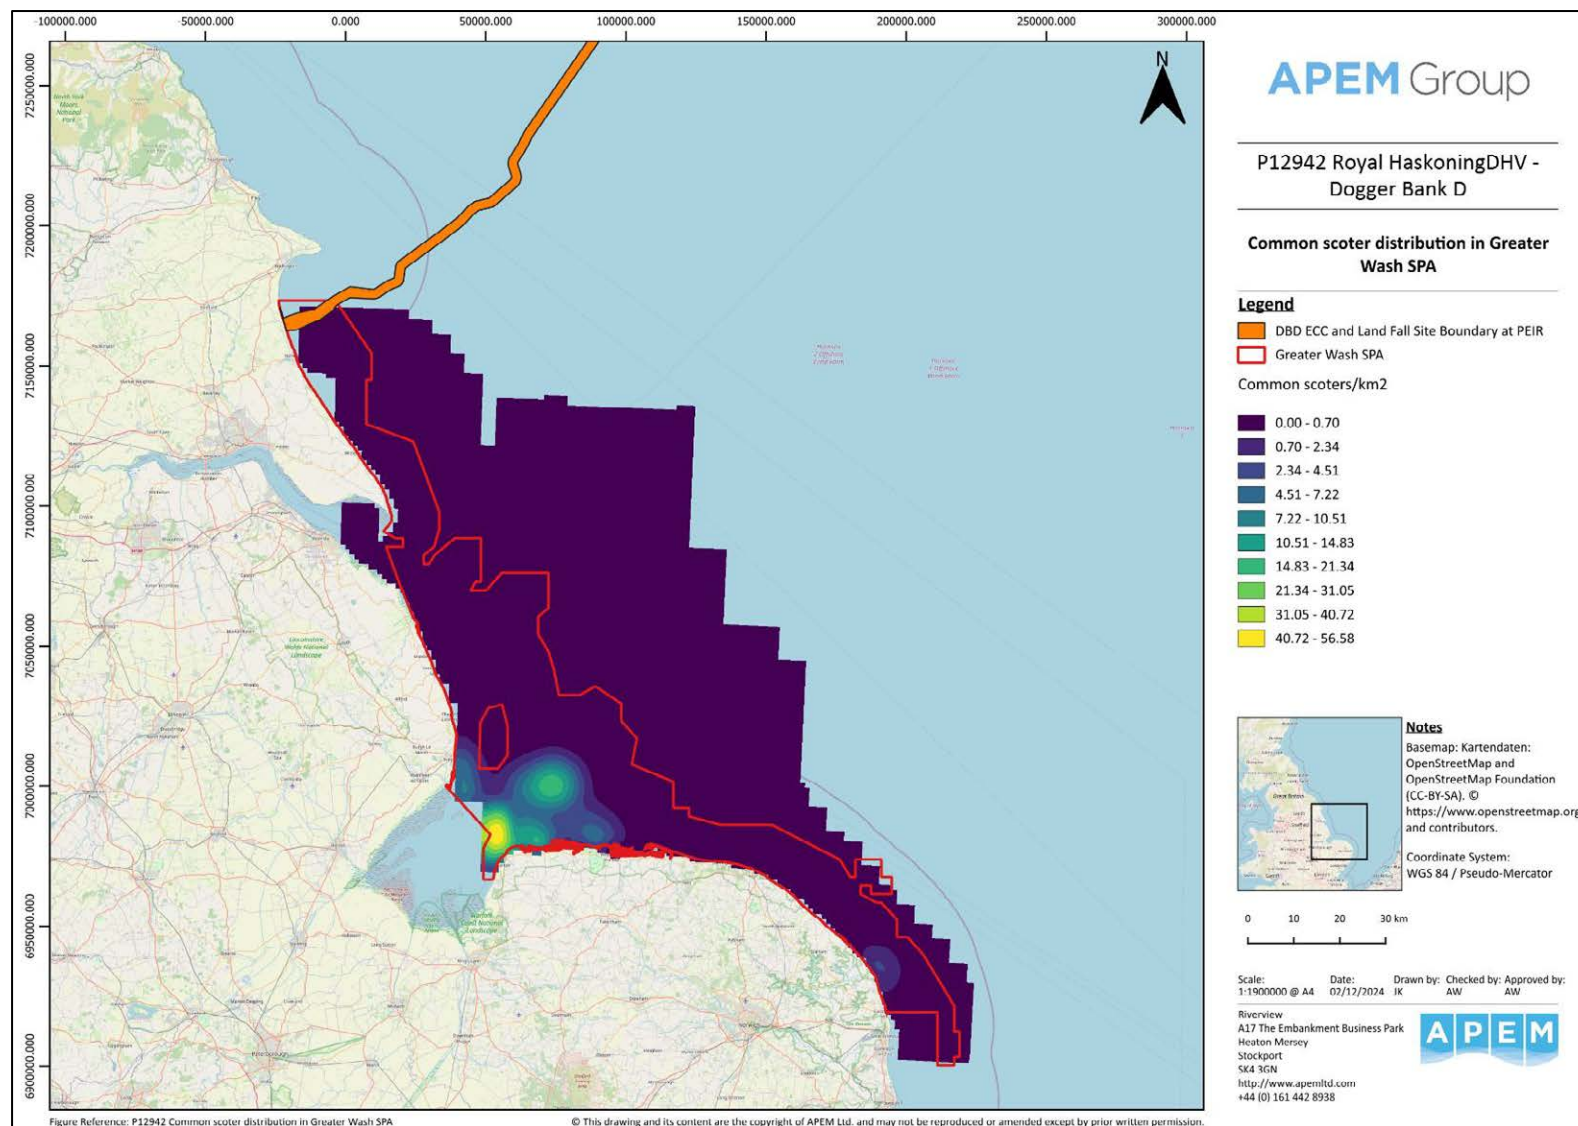 -100000.000 -50000.000 0.000 50000.000 100000.000 150000.000 200000.000 250000.000 300000.000
7250000.000
7200000.000
7150000.000
7100000.000
7050000.000
7000000.000
6950000.000
6900000.000
N
APEM Group
P12942 Royal HaskoningDHV -
Dogger Bank D
Common scoter distribution in Greater
Wash SPA
Legend
DBD ECC and Land Fall Site Boundary at PEIR
Greater Wash SPA
Common scoters/km2
0.00 - 0.70
0.70 - 2.34
2.34 - 4.51
4.51 - 7.22
7.22 - 10.51
10.51 - 14.83
14.83 - 21.34
21.34 - 31.05
31.05 - 40.72
40.72 - 56.58
Notes
Basemap: Kartendaten:
OpenStreetMap and
OpenStreetMap Foundation
(CC-BY-SA). ©
https://www.openstreetmap.org
and contributors.
Coordinate System:
WGS 84 / Pseudo-Mercator
0 10 20 30 km
Scale: Date: Drawn by: Checked by: Approved by:
1:1900000 @ A4 02/12/2024 JK AW AW
Riverview
A17 The Embankment Business Park
Heaton Mersey
Stockport
SK4 3GN
http://www.apemltd.com
+44 (0) 161 442 8938
APEM
Figure Reference: P12942 Common scoter distribution in Greater Wash SPA
© This drawing and its content are the copyright of APEM Ltd. and may not be reproduced or amended except by prior written permission.